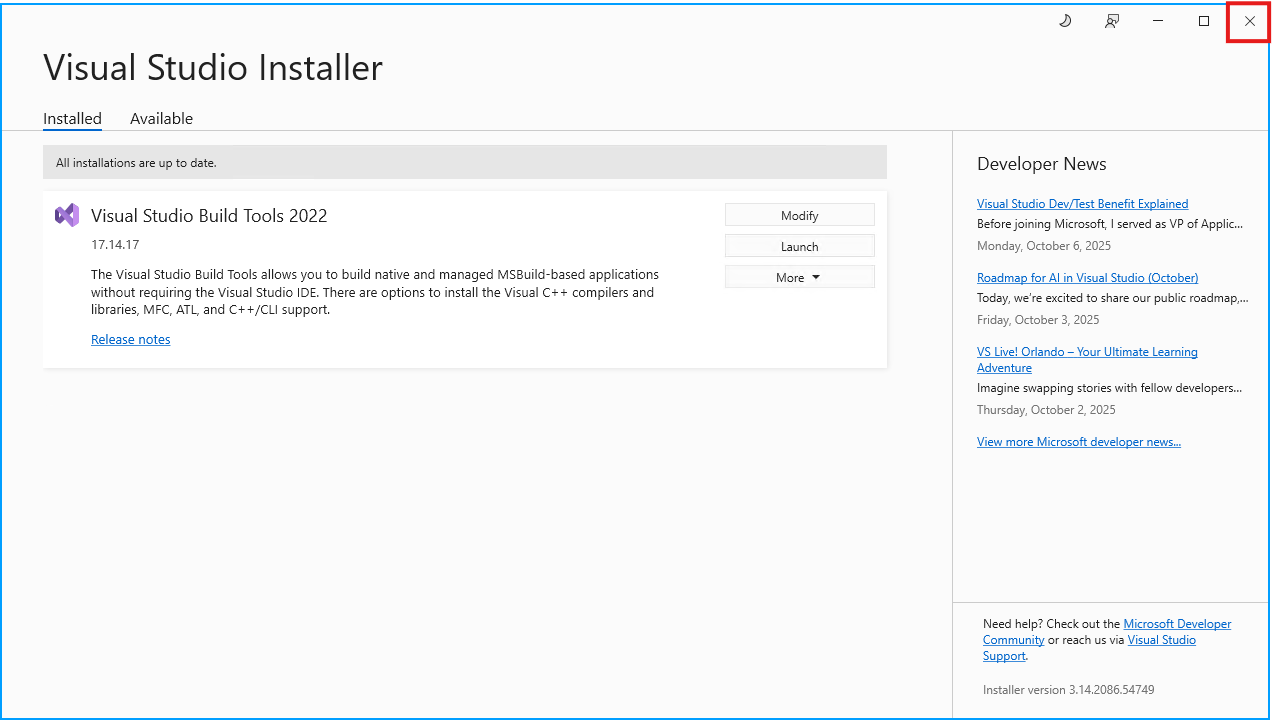 Visual Studio Installer
Installed
Available
All installations are up to date.
Visual Studio Build Tools 2022
17.14.17
The Visual Studio Build Tools allows you to build native and managed MSBuild-based applications
without requiring the Visual Studio IDE. There are options to install the Visual C++ compilers and
libraries, MFC, ATL, and C++/CLI support.
Release notes
Modify
Launch
More
Developer News
Visual Studio Dev/Test Benefit Explained
Before joining Microsoft, I served as VP of Applic...
Monday, October 6, 2025
Roadmap for AI in Visual Studio (October)
Today, we’re excited to share our public roadmap,...
Friday, October 3, 2025
VS Live! Orlando – Your Ultimate Learning
Adventure
Imagine swapping stories with fellow developers...
Thursday, October 2, 2025
View more Microsoft developer news...
Need help? Check out the Microsoft Developer
Community or reach us via Visual Studio
Support.
Installer version 3.14.2086.54749